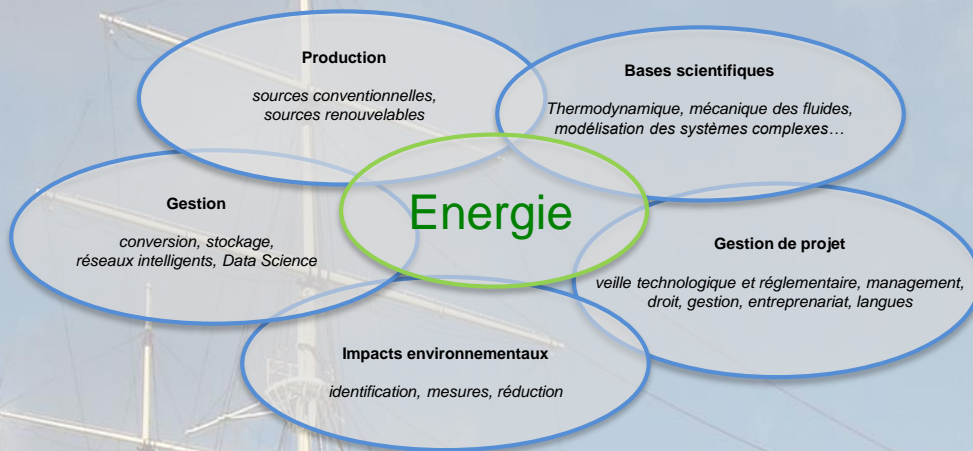 Production
sources conventionnelles,
sources renouvelables
Bases scientifiques
Thermodynamique, mécanique des fluides,
modélisation des systèmes complexes…
Energie
Gestion
conversion, stockage,
réseaux intelligents, Data Science
Gestion de projet
veille technologique et réglementaire, management,
droit, gestion, entreprenariat, langues
Impacts environnementaux
identification, mesures, réduction